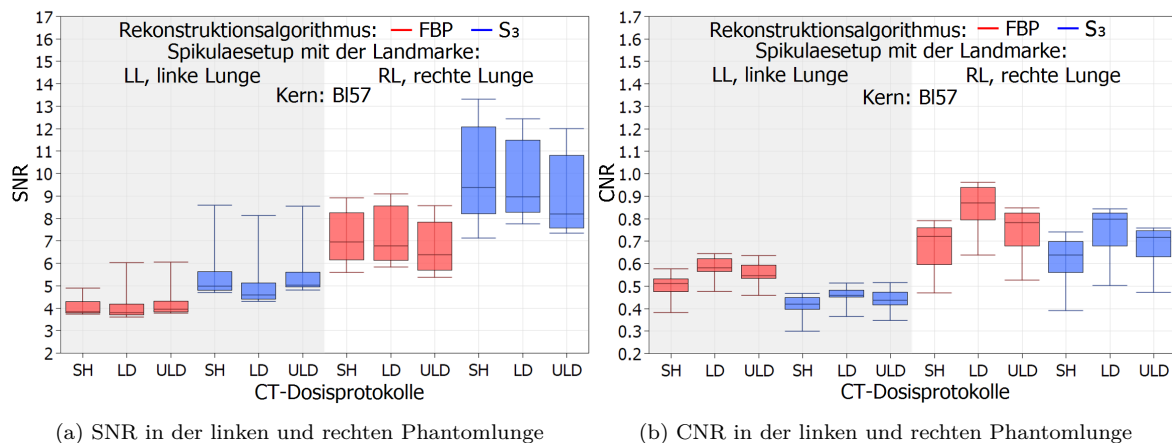 17
16
15
14
13
12
11
10
9
8
7
6
5
4
3
2
SNR
Rekonstruktionsalgorithmus: FBP S₃
Spikulaesetup mit der Landmarke:
LL, linke Lunge RL, rechte Lunge
Kern: Bl57
SH LD ULD SH LD ULD SH LD ULD SH LD ULD
CT-Dosisprotokolle
(a) SNR in der linken und rechten Phantomlunge
1.7
1.6
1.5
1.4
1.3
1.2
1.1
1.0
0.9
0.8
0.7
0.6
0.5
0.4
0.3
0.2
CNR
Rekonstruktionsalgorithmus: FBP S₃
Spikulaesetup mit der Landmarke:
LL, linke Lunge RL, rechte Lunge
Kern: Bl57
SH LD ULD SH LD ULD SH LD ULD SH LD ULD
CT-Dosisprotokolle
(b) CNR in der linken und rechten Phantomlunge